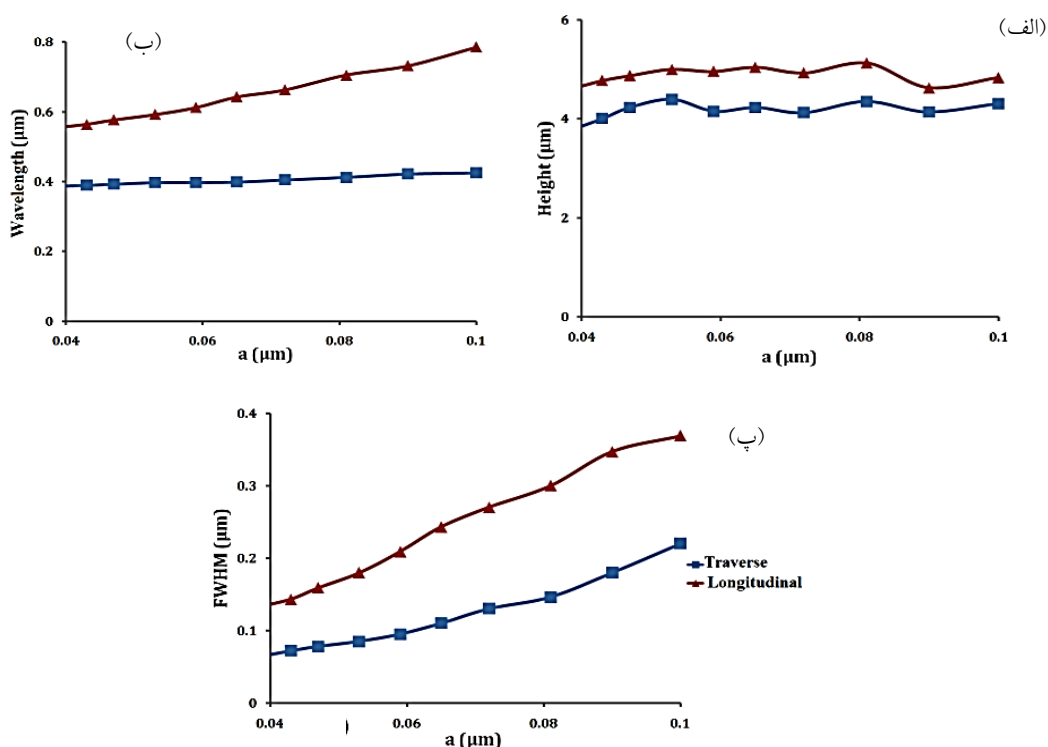 (ب)
0.8
0.6
0.4
0.2
0
Wavelength (μm)
0.04
0.06
0.08
0.1
a (μm)
(الف)
6
4
2
0
Height (μm)
0.04
0.06
0.08
0.1
a (μm)
(پ)
0.4
0.3
0.2
0.1
0
FWHM (μm)
0.04
0.06
0.08
0.1
a (μm)
Traverse
Longitudinal